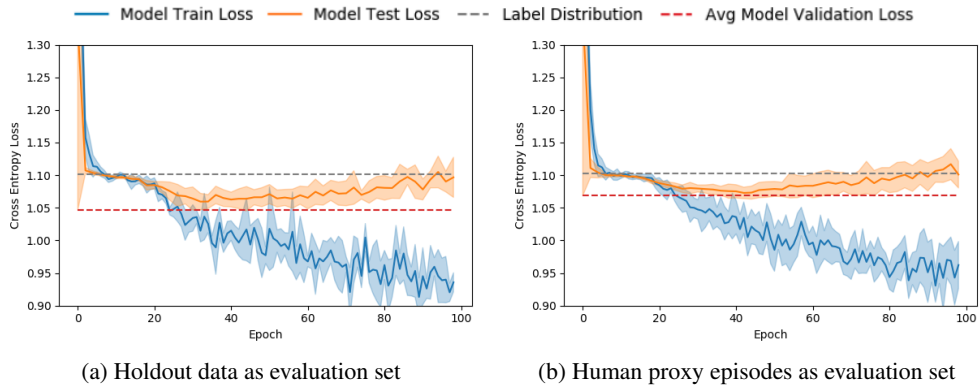 Model Train Loss Model Test Loss Label Distribution Avg Model Validation Loss
1.30
1.25
1.20
1.15
1.10
1.05
1.00
0.95
0.90
Cross Entropy Loss
0 20 40 60 80 100
Epoch
(a) Holdout data as evaluation set
1.30
1.25
1.20
1.15
1.10
1.05
1.00
0.95
0.90
Cross Entropy Loss
0 20 40 60 80 100
Epoch
(b) Human proxy episodes as evaluation set